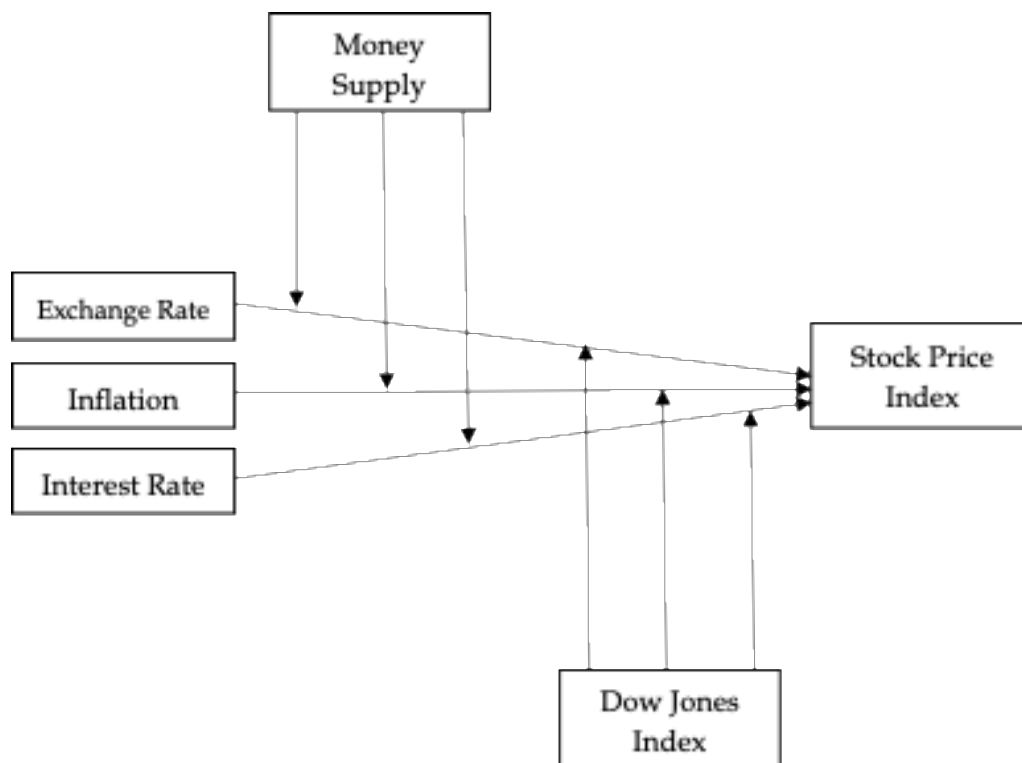 Money
Supply
Exchange Rate
Inflation
Interest Rate
Stock Price
Index
Dow Jones
Index